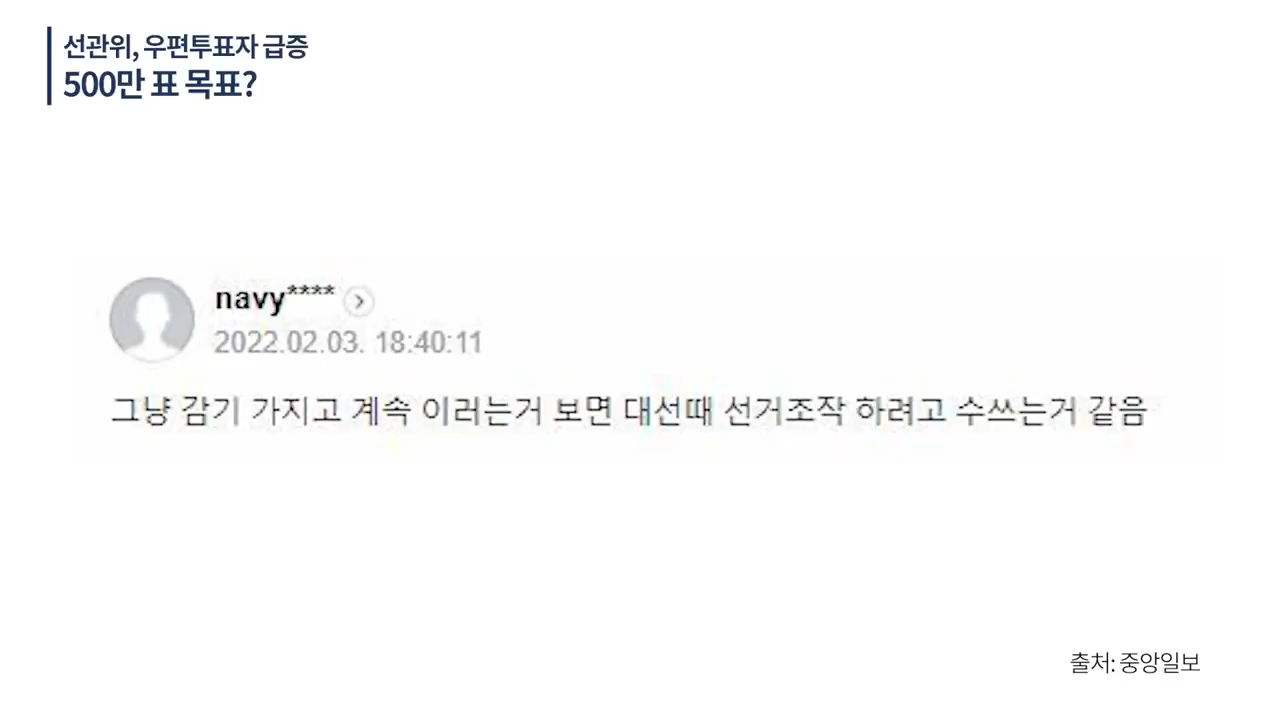 선관위, 우편투표자 급증
500만 표 목표?
navy****
2022.02.03. 18:40:11
그냥 감기 가지고 계속 이러는거 보면 대선때 선거조작 하려고 수쓰는거 같음
출처: 중앙일보